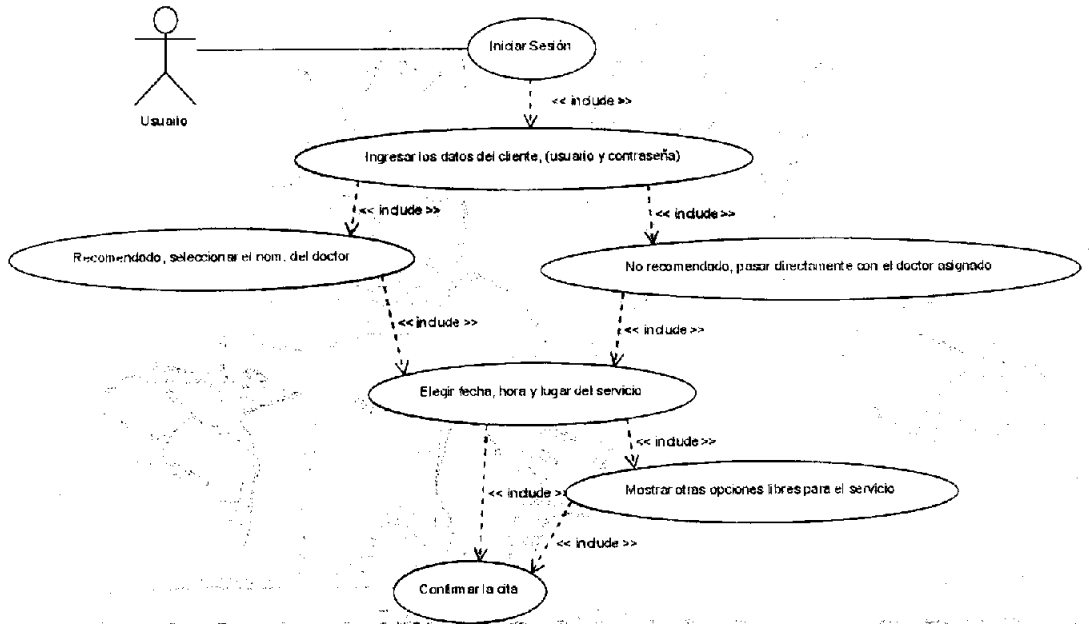 Iniciar Sesión
Usuario
<< include >>
Ingresar los datos del cliente, (usuario y contraseña)
<< include >>
<< include >>
Recomendado, seleccionar el nom. del doctor
No recomendado, pasar directamente con el doctor asignado
<< include >>
<< include >>
Elegir fecha, hora y lugar del servicio
<< include >>
<< include >>
Mostrar otras opciones libres para el servicio
<< include >>
Confirmar la cita